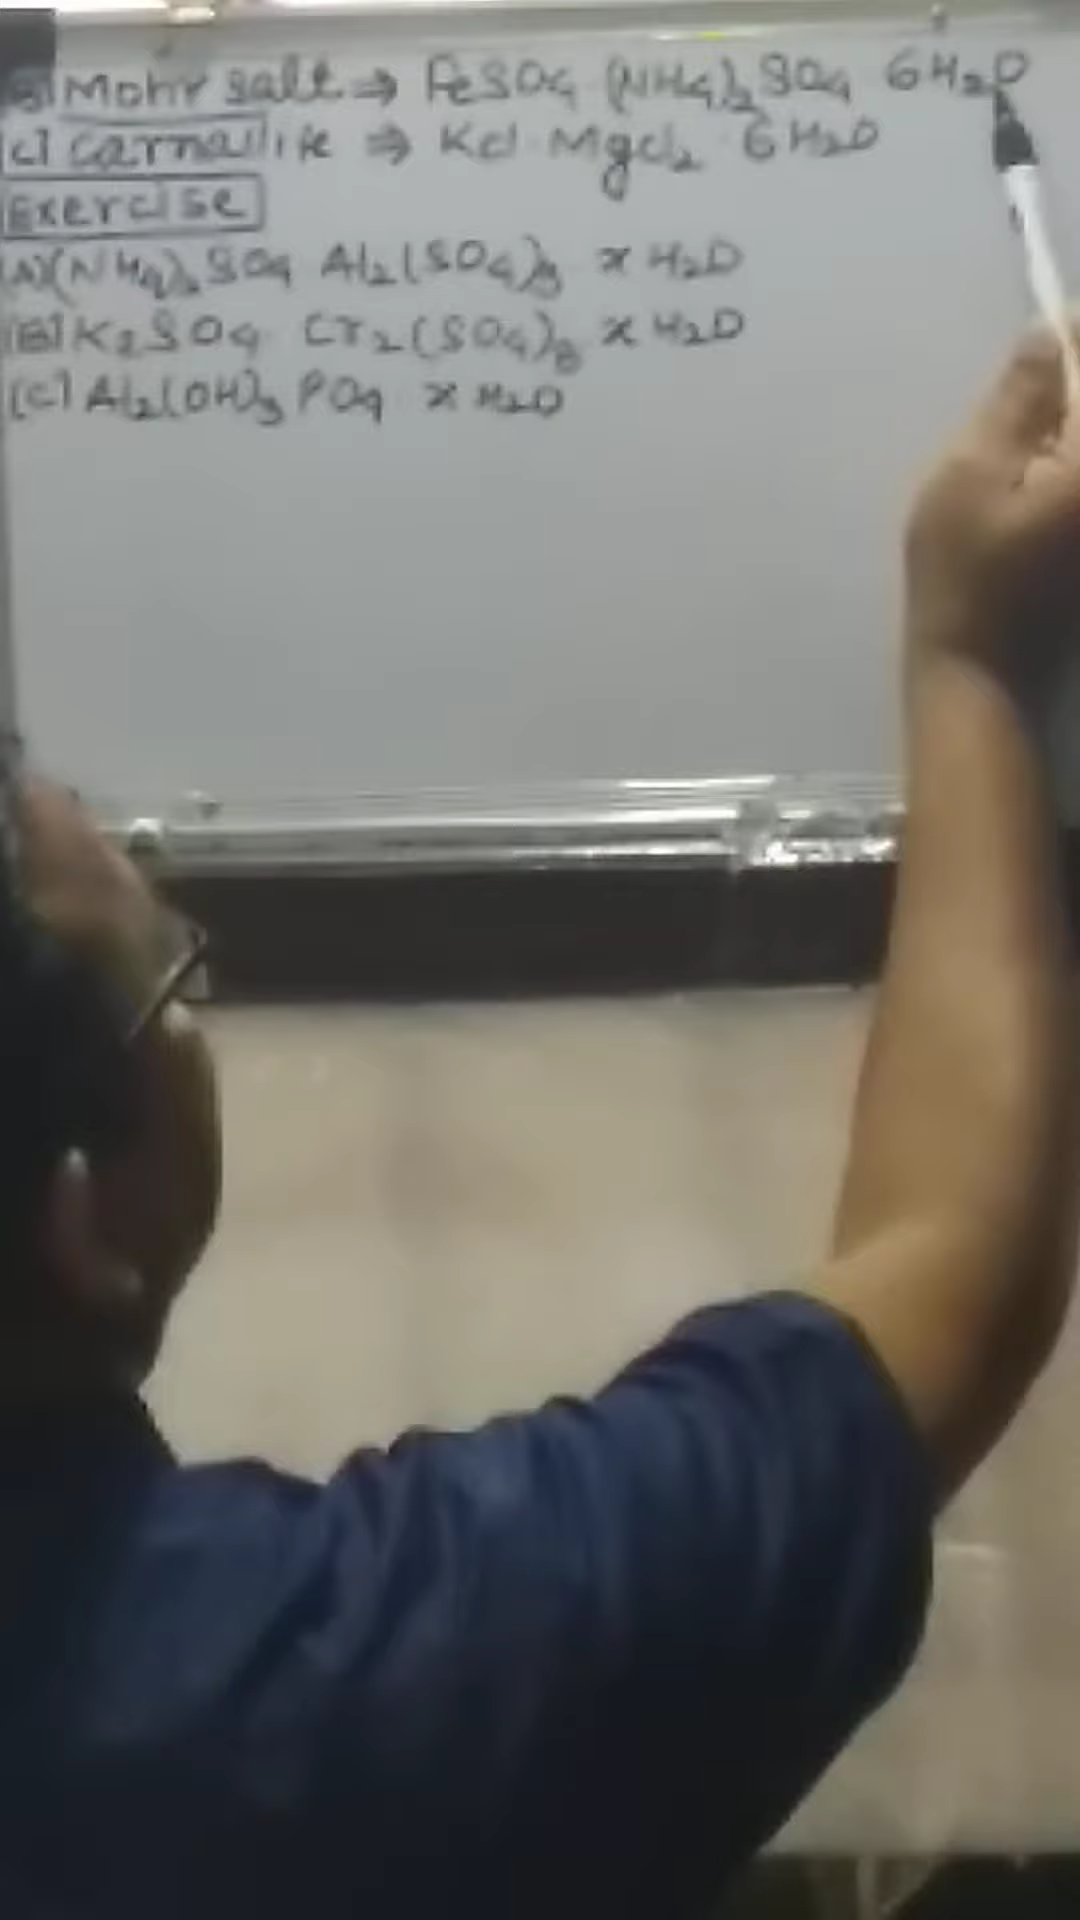 (B) Mohr salt ⇒ FeSO4 (NH4)2 SO4 6H2O
(C) Carnallite ⇒ KCl MgCl2 6H2O
Exercise
(A) (NH4)2 SO4 Al2(SO4)3 x H2O
(B) K2SO4 Cr2(SO4)3 x H2O
(C) Al2(OH)3 PO4 x H2O